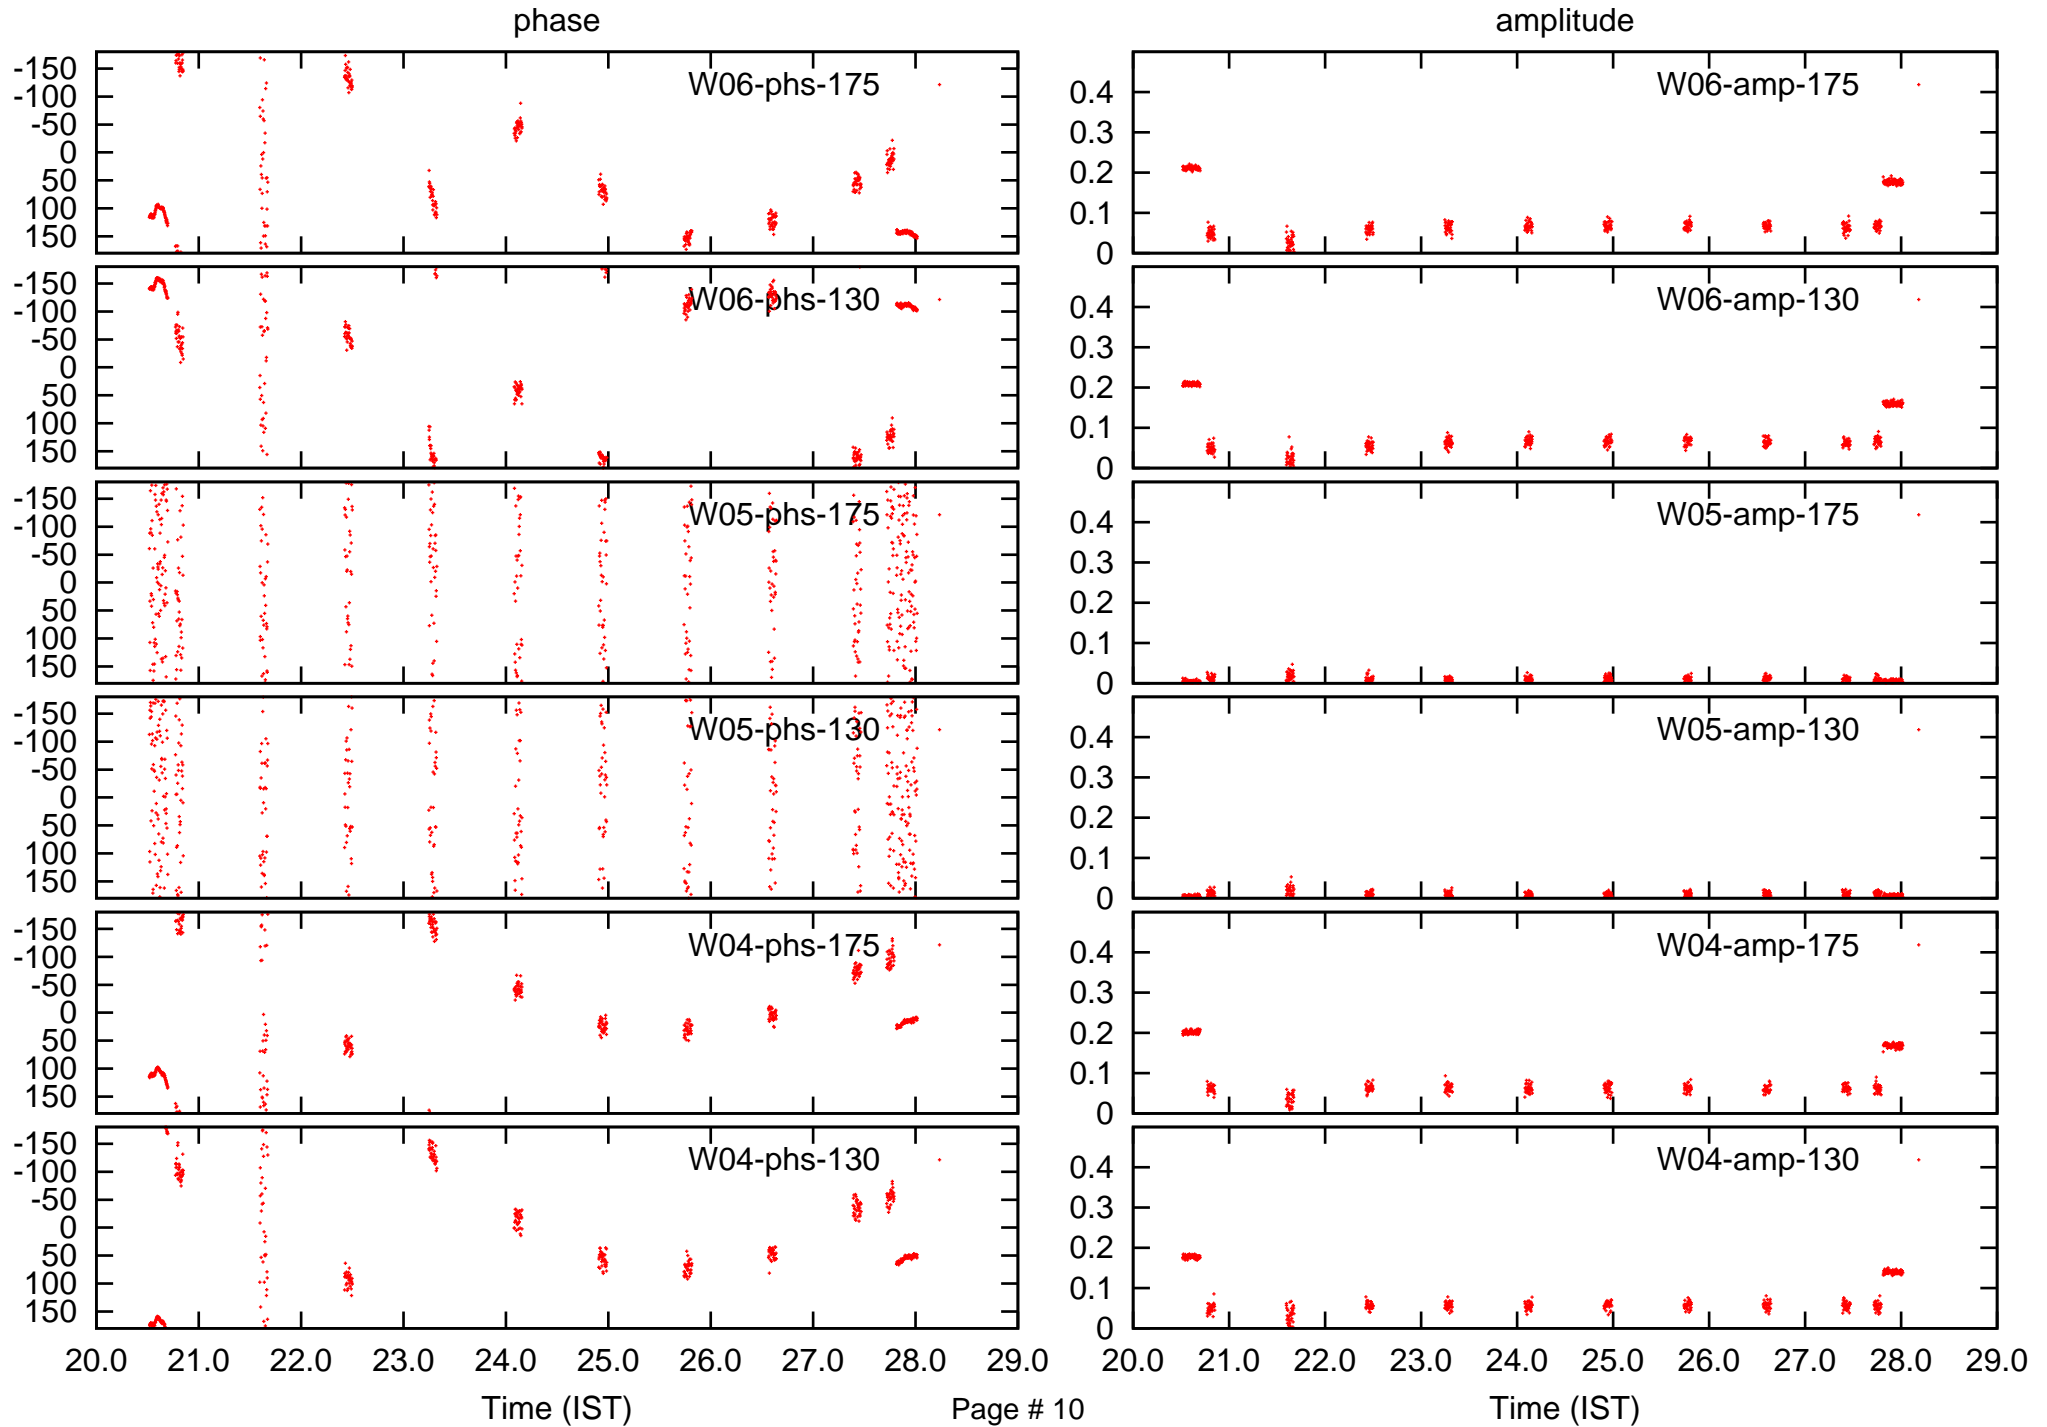 phase amplitude
-150 -100 -50 0 50 100 150 W06-phs-175 0.4 0.3 0.2 0.1 0 W06-amp-175
-150 -100 -50 0 50 100 150 W06-phs-130 0.4 0.3 0.2 0.1 0 W06-amp-130
-150 -100 -50 0 50 100 150 W05-phs-175 0.4 0.3 0.2 0.1 0 W05-amp-175
-150 -100 -50 0 50 100 150 W05-phs-130 0.4 0.3 0.2 0.1 0 W05-amp-130
-150 -100 -50 0 50 100 150 W04-phs-175 0.4 0.3 0.2 0.1 0 W04-amp-175
-150 -100 -50 0 50 100 150 W04-phs-130 0.4 0.3 0.2 0.1 0 W04-amp-130
20.0 21.0 22.0 23.0 24.0 25.0 26.0 27.0 28.0 29.0 20.0 21.0 22.0 23.0 24.0 25.0 26.0 27.0 28.0 29.0
Time (IST) Page # 10 Time (IST)